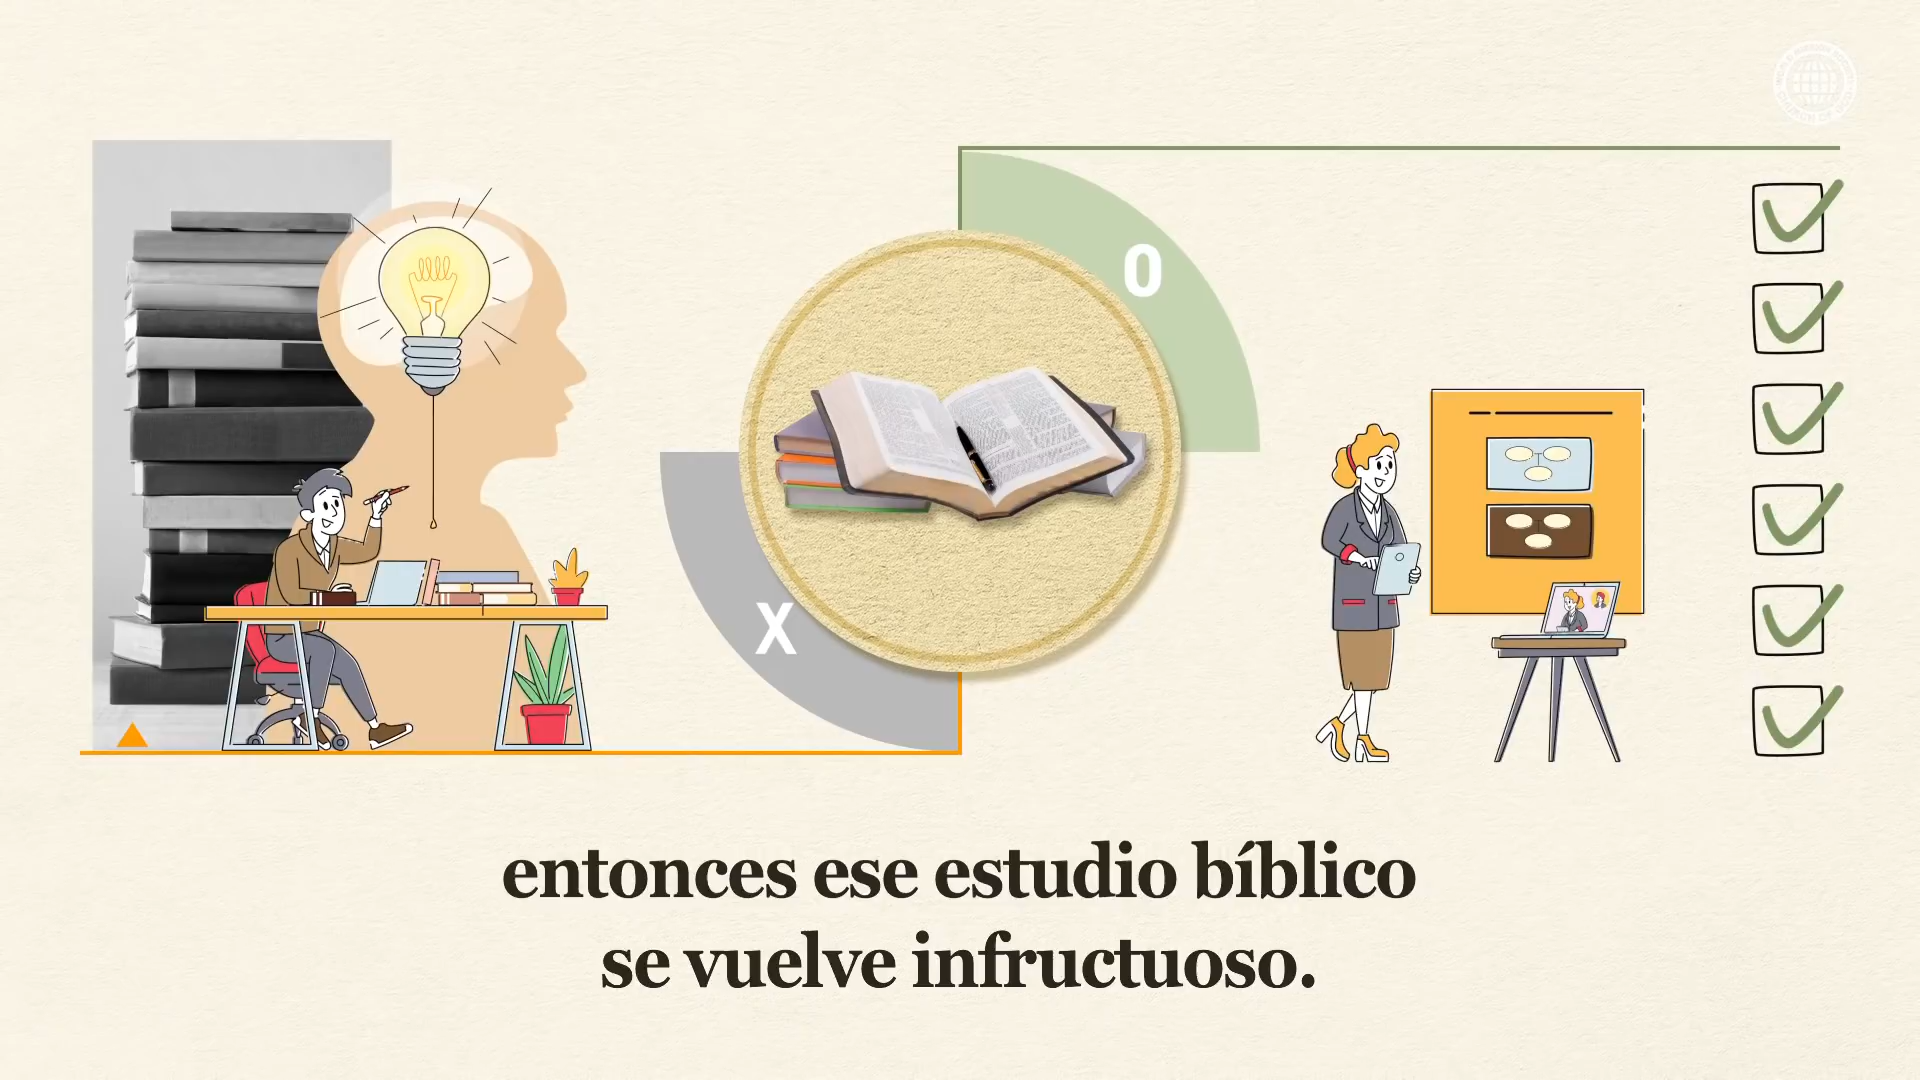 O
X
entonces ese estudio bíblico
se vuelve infructuoso.